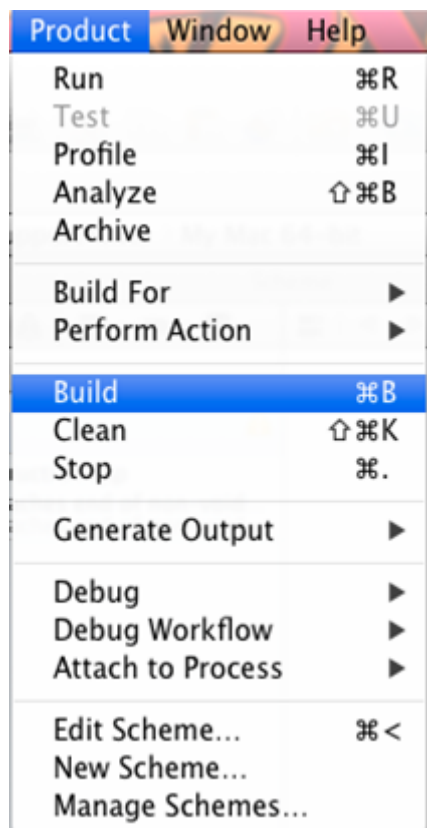 Product Window Help
Run ⌘R
Test ⌘U
Profile ⌘I
Analyze ⇧⌘B
Archive
Build For ▶
Perform Action ▶
Build ⌘B
Clean ⇧⌘K
Stop ⌘.
Generate Output ▶
Debug ▶
Debug Workflow ▶
Attach to Process ▶
Edit Scheme... ⌘<
New Scheme...
Manage Schemes...